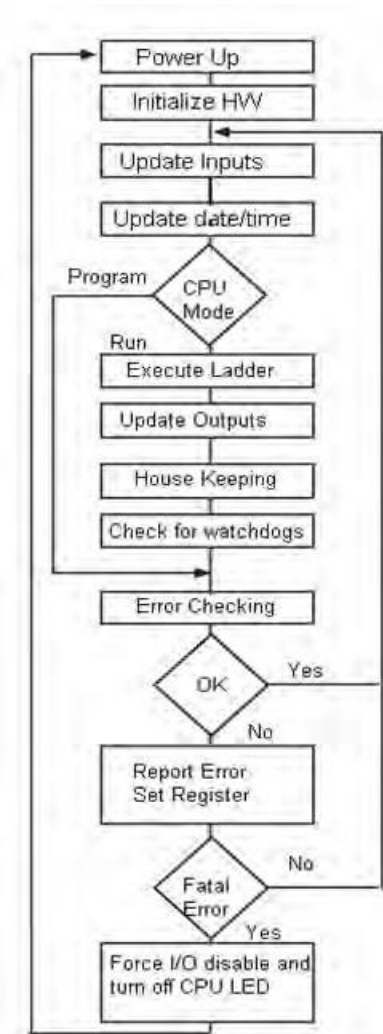 Power Up
Initialize HW
Update Inputs
Update date/time
Program
CPU
Mode
Run
Execute Ladder
Update Outputs
House Keeping
Check for watchdogs
Error Checking
OK
Yes
No
Report Error
Set Register
No
Fatal
Error
Yes
Force I/O disable and
turn off CPU LED